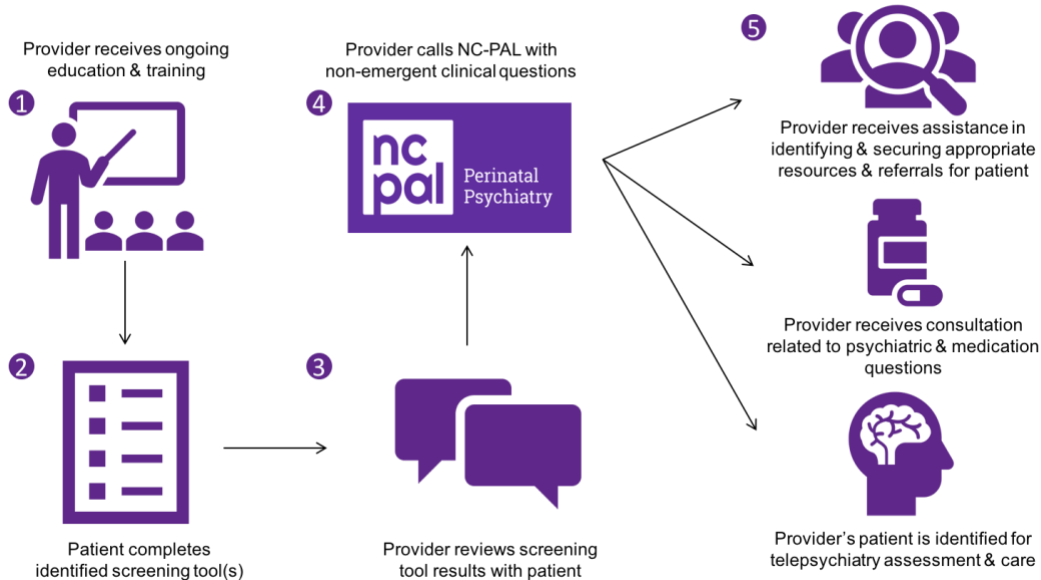 1
Provider receives ongoing
education & training
2
Patient completes
identified screening tool(s)
3
Provider reviews screening
tool results with patient
4
Provider calls NC-PAL with
non-emergent clinical questions
nc
pal
Perinatal
Psychiatry
5
Provider receives assistance in
identifying & securing appropriate
resources & referrals for patient
Provider receives consultation
related to psychiatric & medication
questions
Provider's patient is identified for
telepsychiatry assessment & care